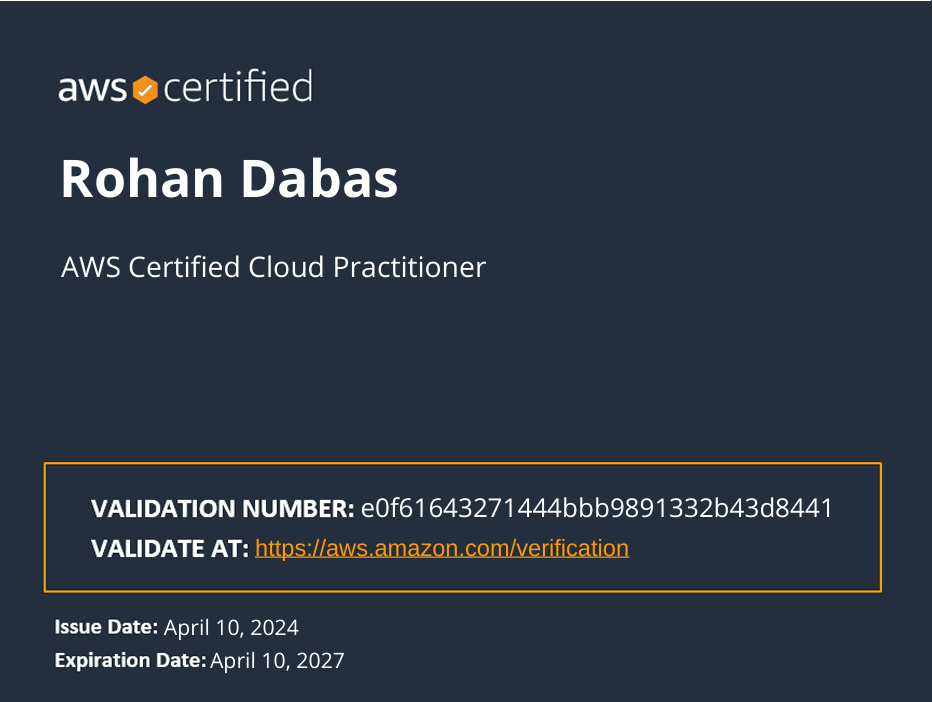 aws certified
Rohan Dabas
AWS Certified Cloud Practitioner
VALIDATION NUMBER: e0f61643271444bbb9891332b43d8441
VALIDATE AT: https://aws.amazon.com/verification
Issue Date: April 10, 2024
Expiration Date: April 10, 2027